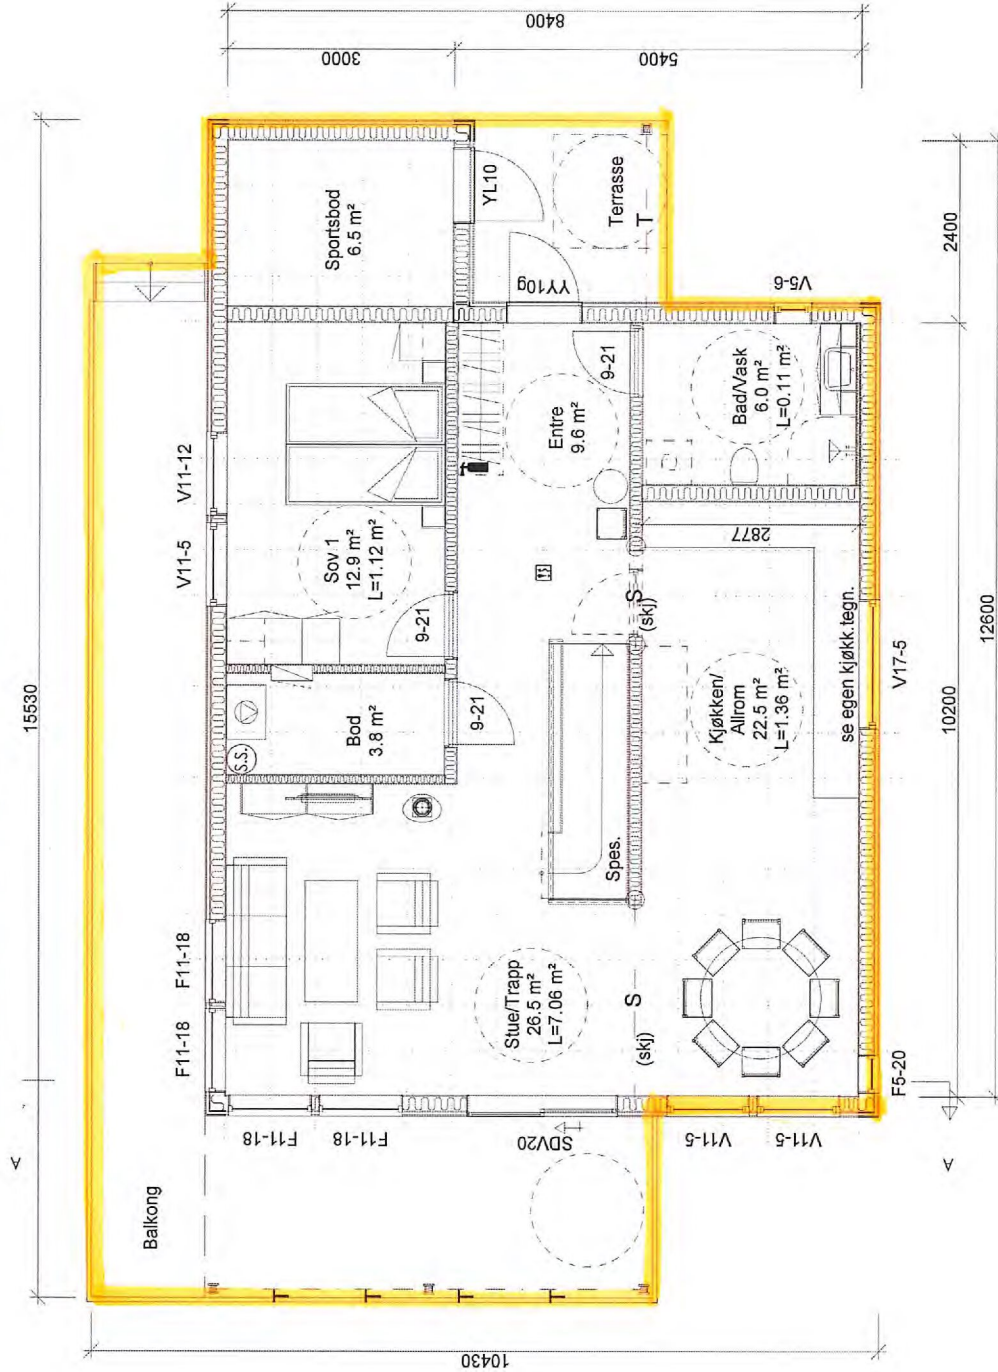 8400
3000
5400
15530
Sportsbod
6.5 m²
YL10
Terrasse
T
2400
YY10g
V5-6
V11-12
V11-5
Sov 1
12.9 m²
L=1.12 m²
9-21
Entre
9.6 m²
9-21
Bad/Vask
6.0 m²
L=0.11 m²
2877
S
(skj)
Bod
3.8 m²
S.S.
9-21
Kjøkken/
Allrom
22.5 m²
L=1.36 m²
se egen kjøkk.tegn.
V17-5
10200
12600
Spes.
F11-18
F11-18
Stue/Trapp
26.5 m²
L=7.06 m²
S
(skj)
F5-20
F11-18
F11-18
SDV20
V11-5
V11-5
A
A
Balkong
10430